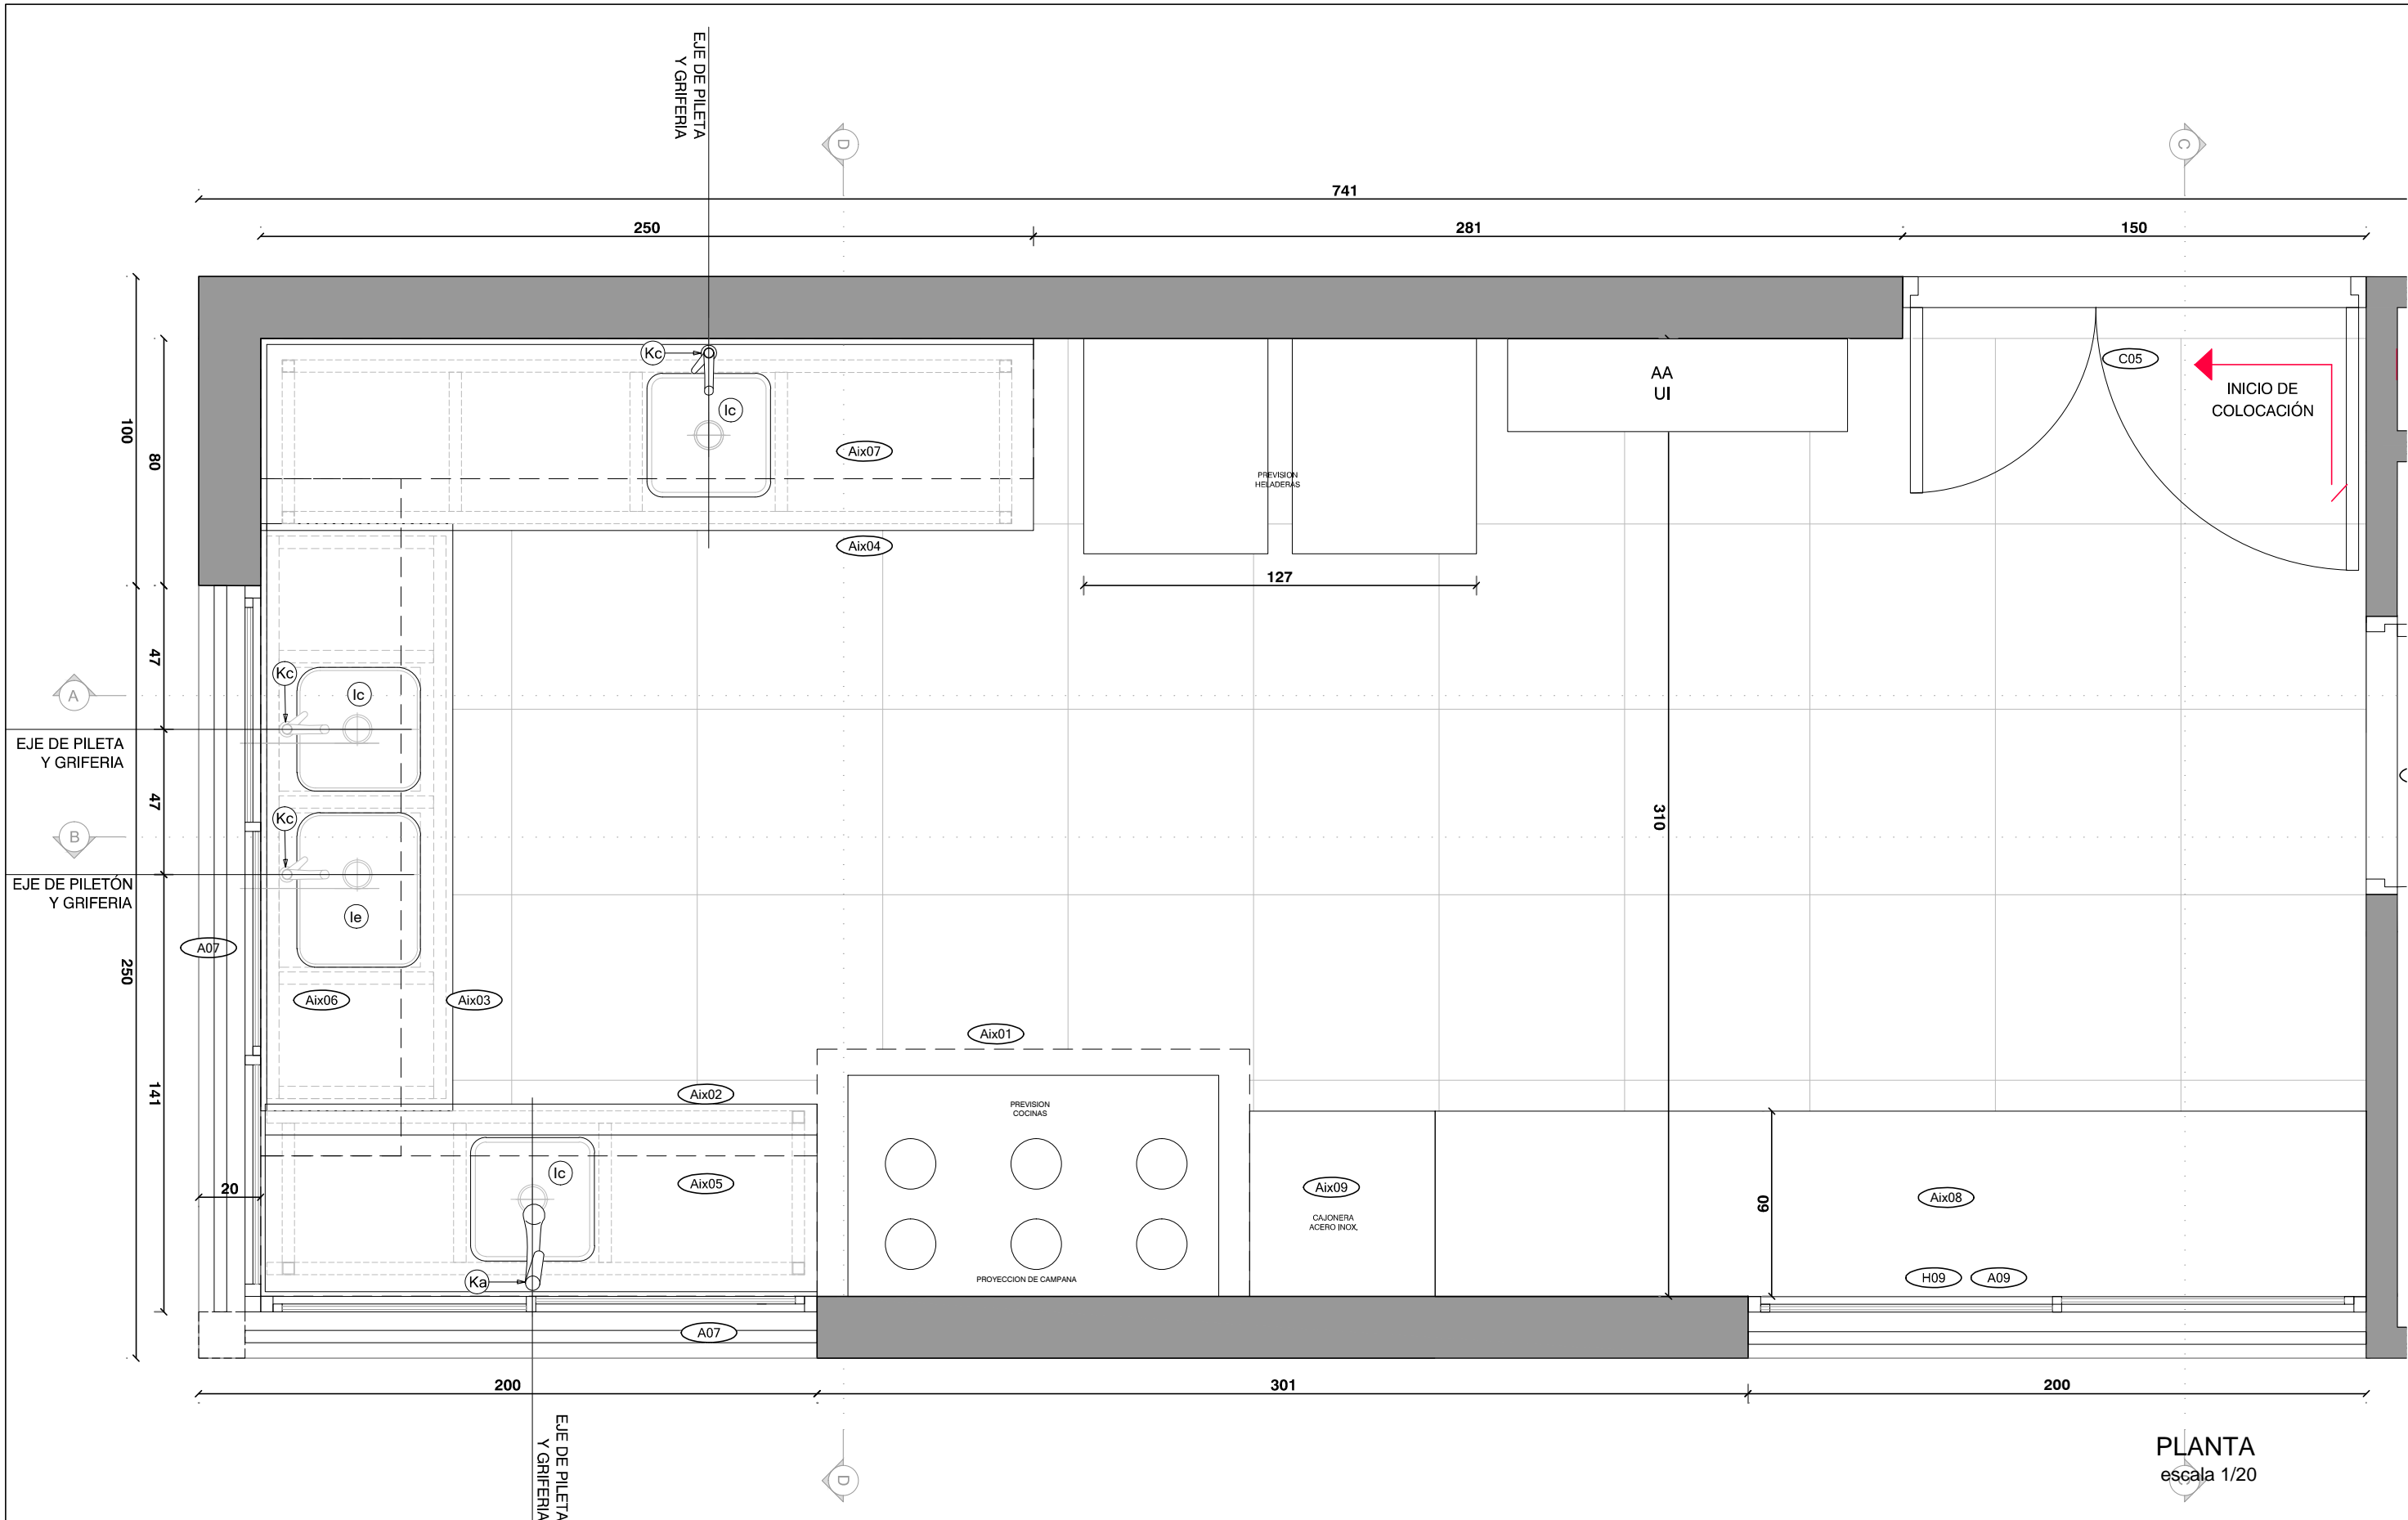 EJE DE PILETA
Y GRIFERIA
D
C
741
250
281
150
Kc
Ic
AA
UI
C05
INICIO DE
COLOCACIÓN
100
80
Aix07
PREVISION
HELADERAS
Aix04
127
47
Kc
Ic
A
EJE DE PILETA
Y GRIFERIA
47
Kc
310
B
EJE DE PILETÓN
Y GRIFERIA
Ie
A07
250
Aix06
Aix03
Aix01
141
Aix02
PREVISION
COCINAS
Ic
Aix05
20
Aix09
CAJONERA
ACERO INOX.
60
Aix08
Ka
PROYECCION DE CAMPANA
H09
A09
A07
200
301
200
EJE DE PILETA
Y GRIFERIA
D
PLANTA
escala 1/20
C